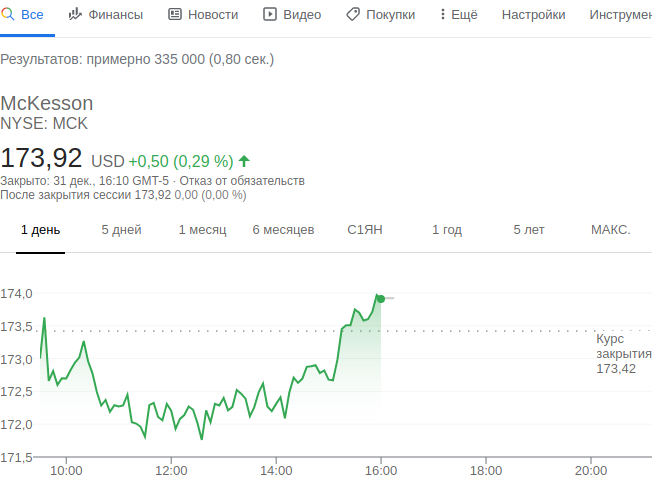 Все Финансы Новости Видео Покупки Ещё Настройки Инструмен
Результатов: примерно 335 000 (0,80 сек.)
McKesson
NYSE: MCK
173,92 USD +0,50 (0,29 %)
Закрыто: 31 дек., 16:10 GMT-5 · Отказ от обязательств
После закрытия сессии 173,92 0,00 (0,00 %)
1 день 5 дней 1 месяц 6 месяцев С1ЯН 1 год 5 лет МАКС.
174,0
173,5
Курс
закрытия
173,42
173,0
172,5
172,0
171,5
10:00 12:00 14:00 16:00 18:00 20:00